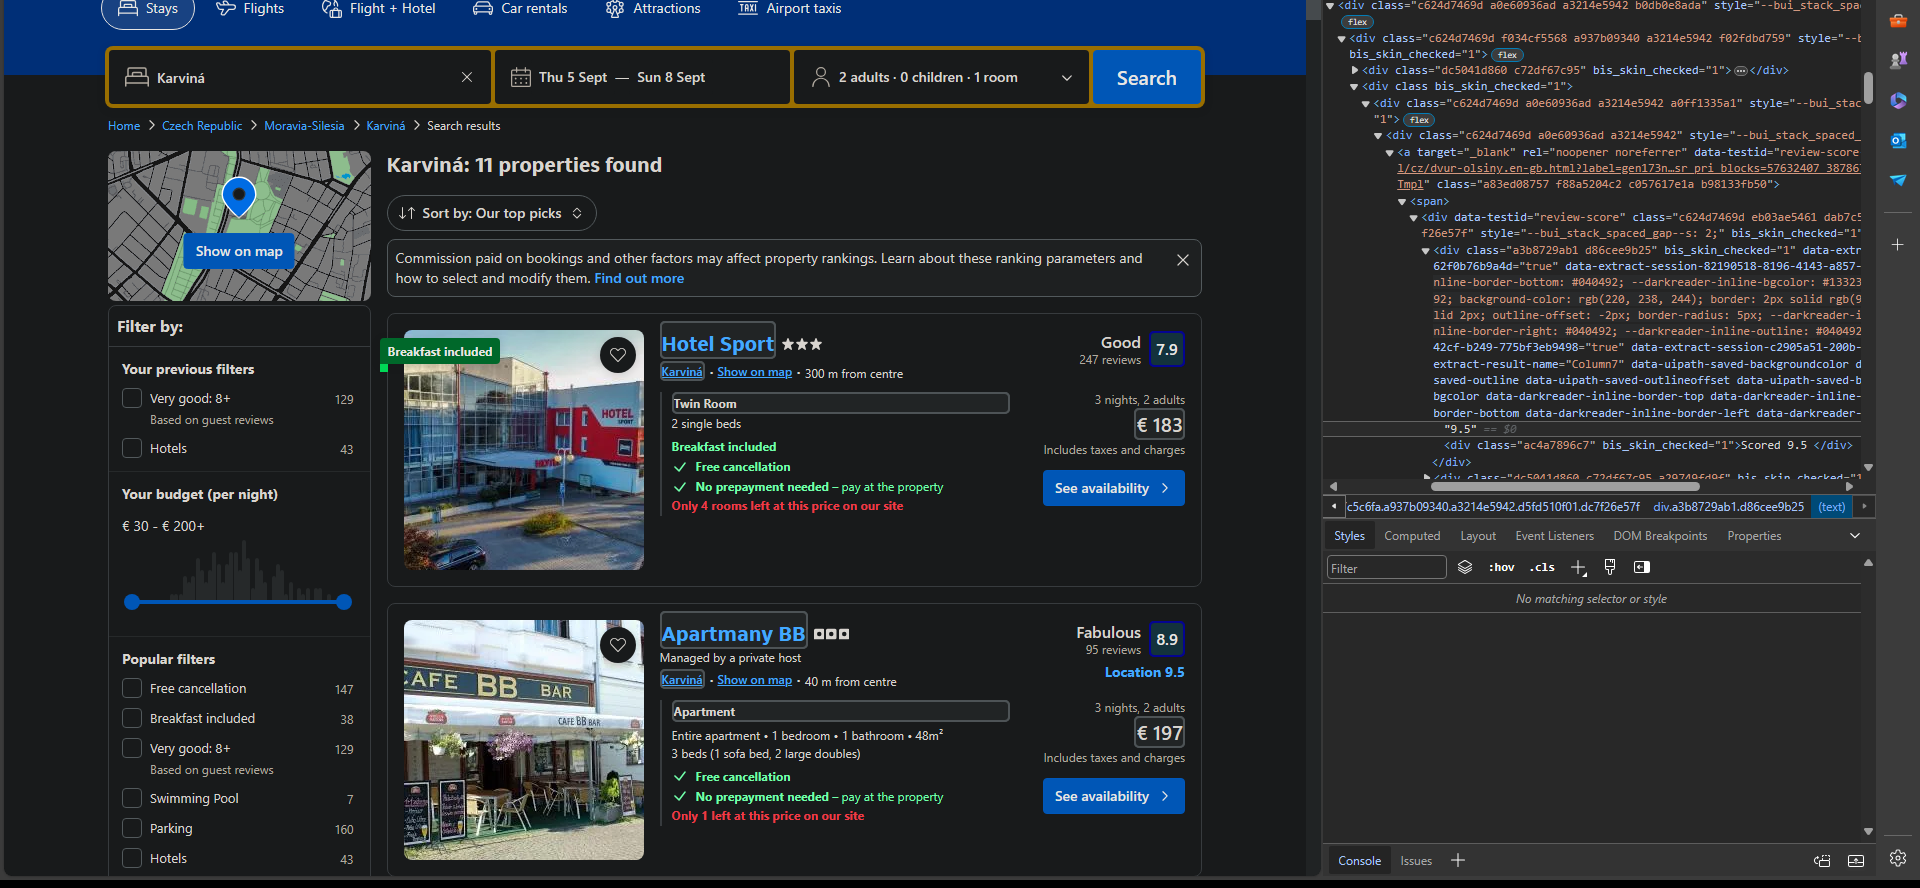 Stays
Flights
Flight + Hotel
Car rentals
Attractions
TAXI
Airport taxis
Karviná
Thu 5 Sept — Sun 8 Sept
2 adults · 0 children · 1 room
Search
Home > Czech Republic > Moravia-Silesia > Karviná > Search results
Show on map
Filter by:
Your previous filters
Very good: 8+ 129
Based on guest reviews
Hotels 43
Your budget (per night)
€ 30 - € 200+
Popular filters
Free cancellation 147
Breakfast included 38
Very good: 8+ 129
Based on guest reviews
Swimming Pool 7
Parking 160
Hotels 43
Karviná: 11 properties found
Sort by: Our top picks
Commission paid on bookings and other factors may affect property rankings. Learn about these ranking parameters and
how to select and modify them. Find out more
Breakfast included
HOTEL
SPORT
HOTEL
Hotel Sport
Karviná • Show on map • 300 m from centre
Good
247 reviews
7.9
Twin Room
2 single beds
Breakfast included
Free cancellation
No prepayment needed – pay at the property
Only 4 rooms left at this price on our site
3 nights, 2 adults
€ 183
Includes taxes and charges
See availability
CAFE BB BAR
CAFE BB BAR
Apartmany BB
Managed by a private host
Karviná • Show on map • 40 m from centre
Fabulous
95 reviews
8.9
Location 9.5
Apartment
Entire apartment • 1 bedroom • 1 bathroom • 48m²
3 beds (1 sofa bed, 2 large doubles)
Free cancellation
No prepayment needed – pay at the property
Only 1 left at this price on our site
3 nights, 2 adults
€ 197
Includes taxes and charges
See availability
<div class="c624d7469d a0e60936ad a3214e5942 b0db0e8ada" style="--bui_stack_spac
flex
<div class="c624d7469d f034cf5568 a937b09340 a3214e5942 f02fdbd759" style="--b
bis_skin_checked="1"> flex
<div class="dc5041d860 c72df67c95" bis_skin_checked="1"> </div>
<div class bis_skin_checked="1">
<div class="c624d7469d a0e60936ad a3214e5942 a0ff1335a1" style="--bui_stac
"1"> flex
<div class="c624d7469d a0e60936ad a3214e5942" style="--bui_stack_spaced_
<a target="_blank" rel="noopener noreferrer" data-testid="review-score
l/cz/dvur-olsiny.en-gb.html?label=gen173n…sr_pri_blocks=57632407_38786
Tmpl" class="a83ed08757 f88a5204c2 c057617e1a b98133fb50">
<span>
<div data-testid="review-score" class="c624d7469d eb03ae5461 dab7c5
f26e57f" style="--bui_stack_spaced_gap--s: 2;" bis_skin_checked="1"
<div class="a3b8729ab1 d86cee9b25" bis_skin_checked="1" data-extr
62f0b76b9a4d="true" data-extract-session-82190518-8196-4143-a857-
nline-border-bottom: #040492; --darkreader-inline-bgcolor: #13323
92; background-color: rgb(220, 238, 244); border: 2px solid rgb(9
lid 2px; outline-offset: -2px; border-radius: 5px; --darkreader-i
nline-border-right: #040492; --darkreader-inline-outline: #040492
42cf-b249-775bf3eb9498="true" data-extract-session-c2905a51-200b-
extract-result-name="Column7" data-uipath-saved-backgroundcolor d
saved-outline data-uipath-savedoutlineoffset data-uipath-saved-b
bgcolor data-darkreader-inline-border-top data-darkreader-inline-
border-bottom data-darkreader-inline-border-left data-darkreader-
"9.5" == $0
<div class="ac4a7896c7" bis_skin_checked="1">Scored 9.5 </div>
</div>
<div class="dc5041d860 c72df67c95 a29749fd9f" bis_skin_checked="1
c5c6fa.a937b09340.a3214e5942.d5fd510f01.dc7f26e57f div.a3b8729ab1.d86cee9b25 (text)
Styles Computed Layout Event Listeners DOM Breakpoints Properties
Filter
:hov .cls
No matching selector or style
Console Issues